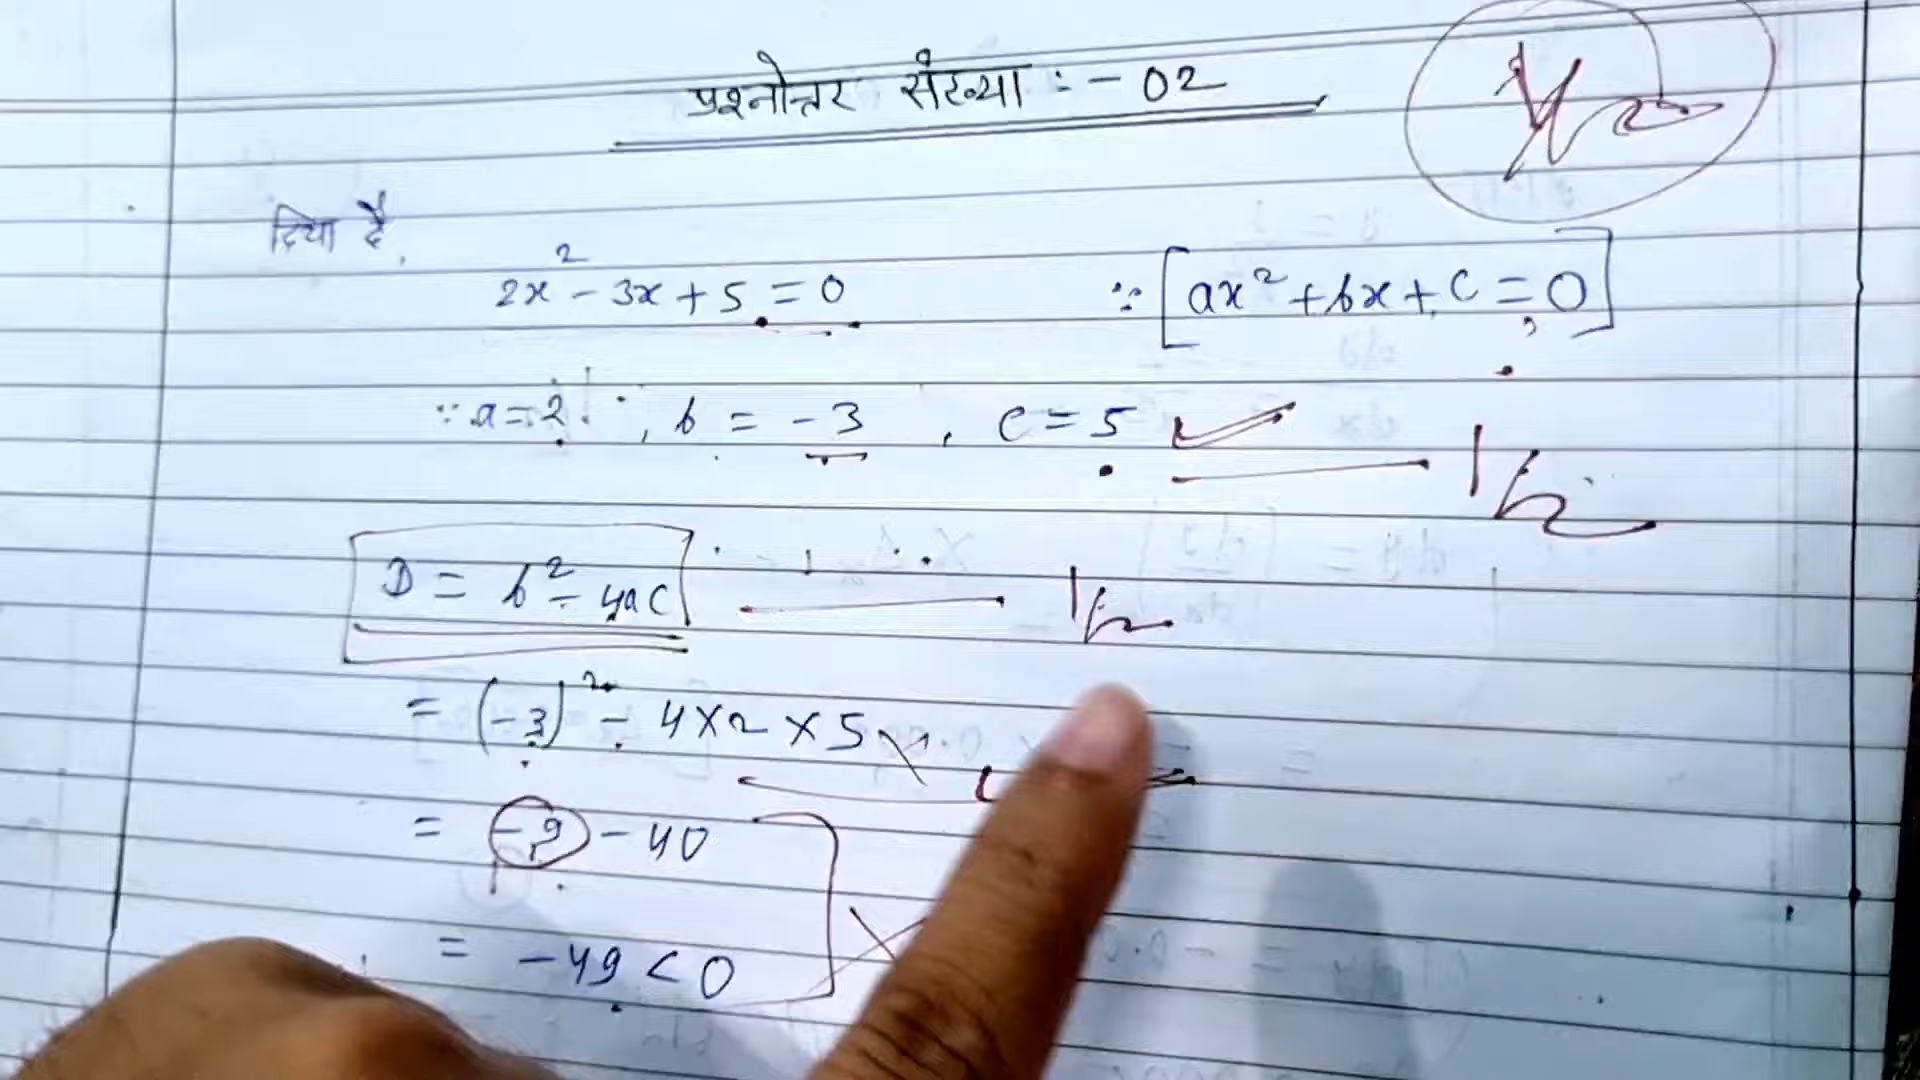 प्रश्नोत्तर संख्या :- 02
दिया है,
2x² - 3x + 5 = 0 ∵ [ax² + bx + c = 0]
∵ a = 2, b = -3, c = 5 ✓ 1/2
D = b² - 4ac 1/2
= (-3)² - 4×2×5
= -9 - 40
= -49 < 0